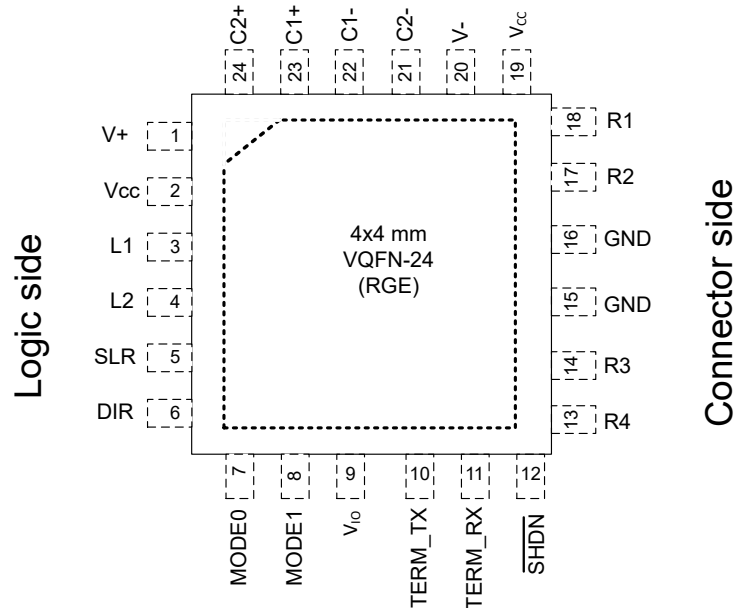 C2+
C1+
C1-
C2-
V-
VCC
24
23
22
21
20
19
V+ 1
Vcc 2
L1 3
L2 4
SLR 5
DIR 6
18 R1
17 R2
16 GND
15 GND
14 R3
13 R4
4x4 mm
VQFN-24
(RGE)
Logic side
Connector side
7
8
9
10
11
12
MODE0
MODE1
VIO
TERM_TX
TERM_RX
SHDN